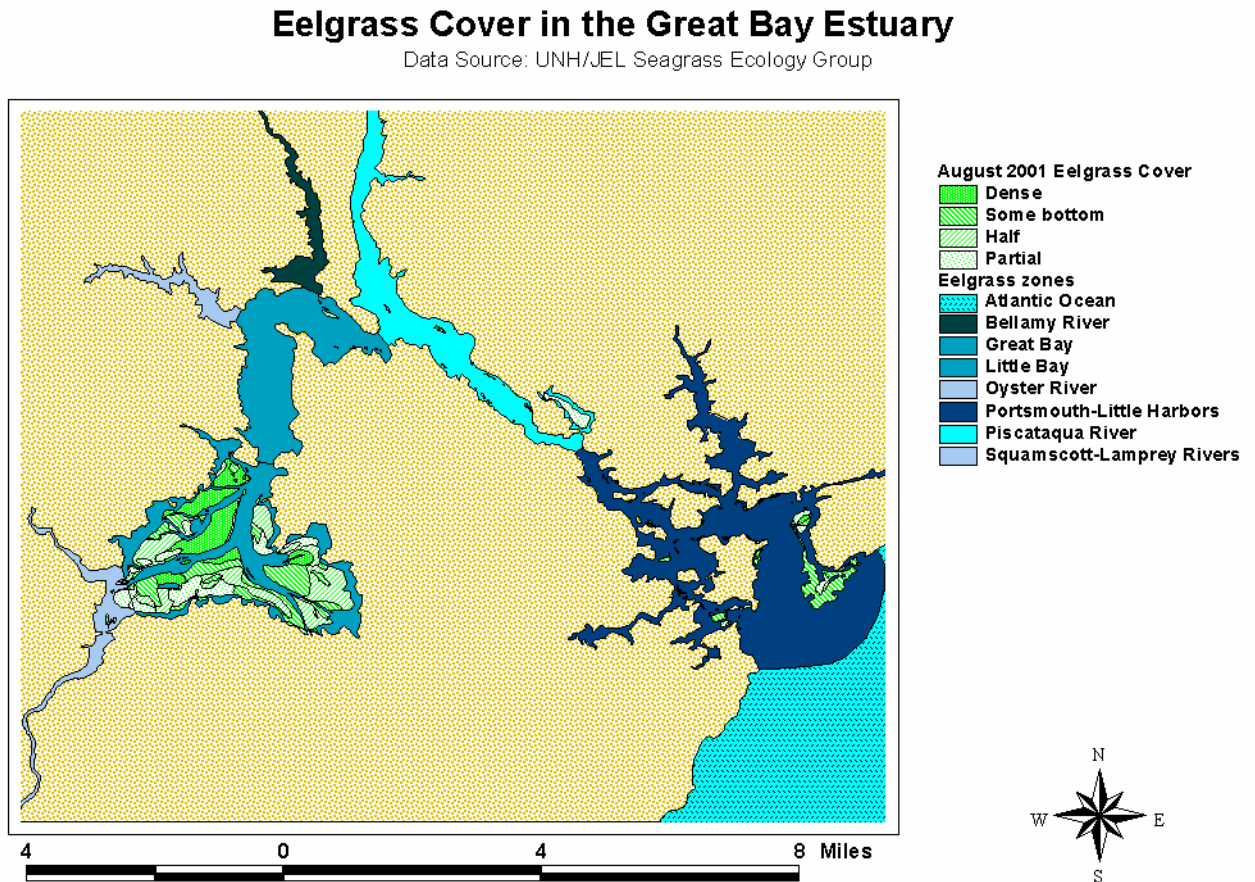 Eelgrass Cover in the Great Bay Estuary
Data Source: UNH/JEL Seagrass Ecology Group
August 2001 Eelgrass Cover
Dense
Some bottom
Half
Partial
Eelgrass zones
Atlantic Ocean
Bellamy River
Great Bay
Little Bay
Oyster River
Portsmouth-Little Harbors
Piscataqua River
Squamscott-Lamprey Rivers
N
W E
S
4 0 4 8 Miles